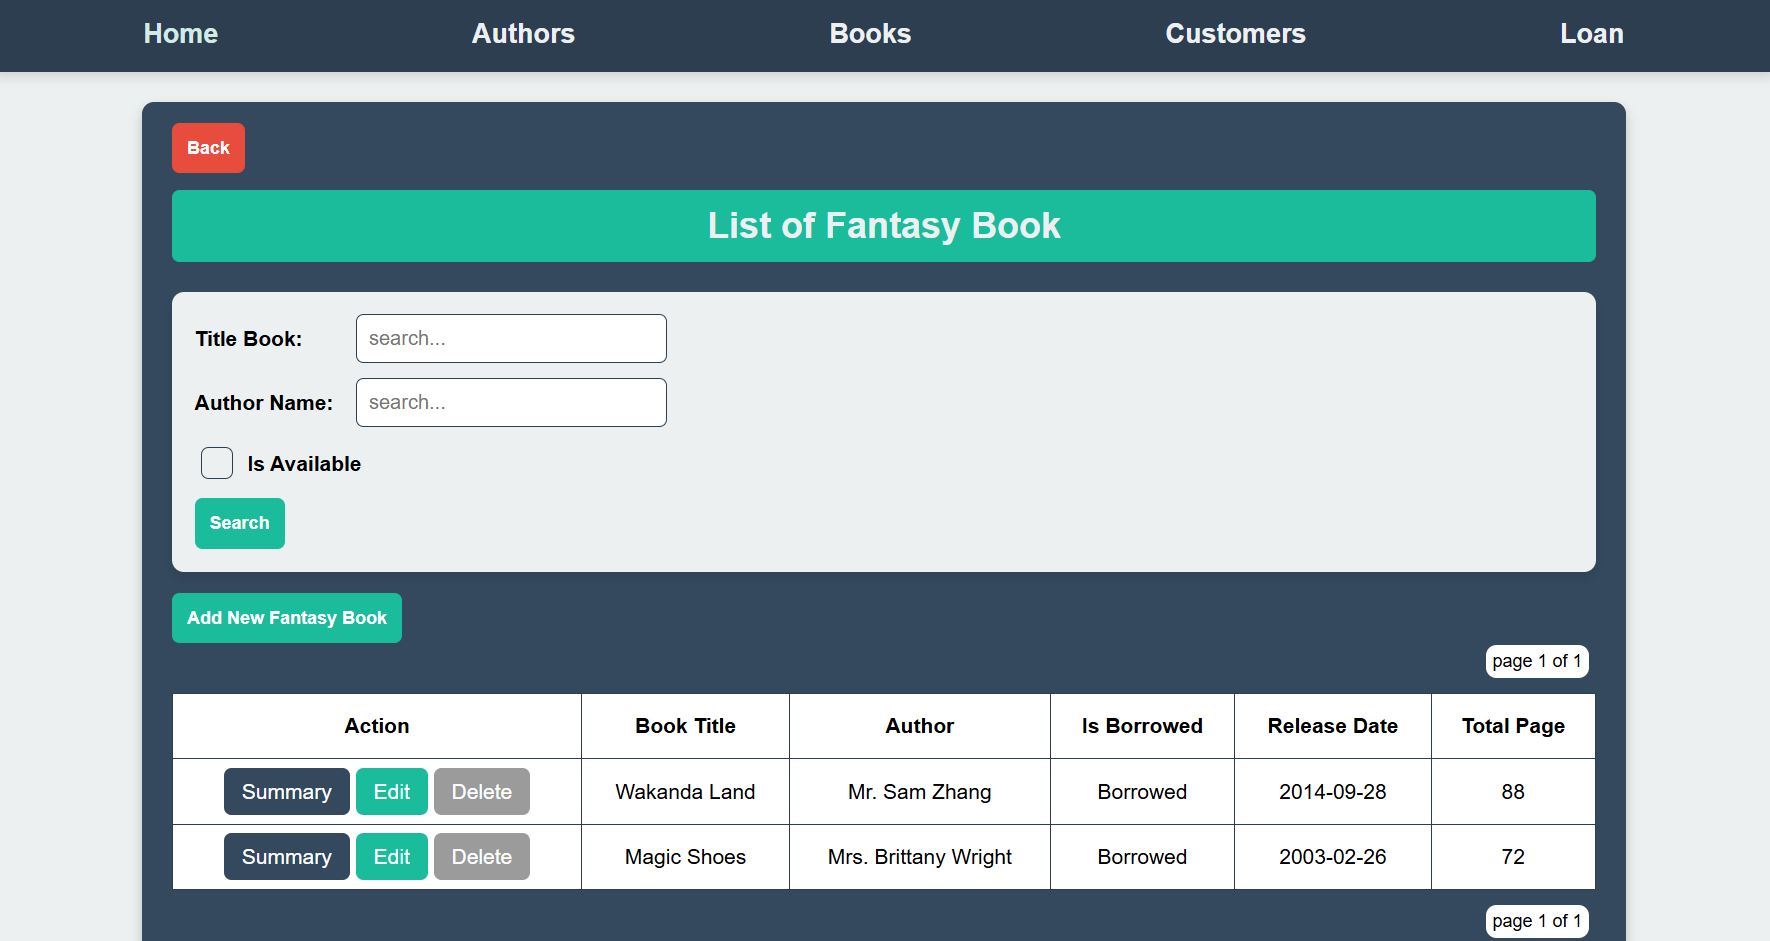 Home Authors Books Customers Loan
Back
List of Fantasy Book
Title Book: search...
Author Name: search...
Is Available
Search
Add New Fantasy Book
page 1 of 1
Action Book Title Author Is Borrowed Release Date Total Page
Summary Edit Delete Wakanda Land Mr. Sam Zhang Borrowed 2014-09-28 88
Summary Edit Delete Magic Shoes Mrs. Brittany Wright Borrowed 2003-02-26 72
page 1 of 1